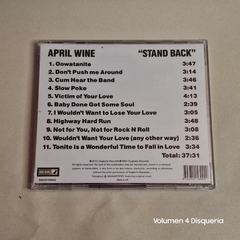 APRIL WINE "STAND BACK"
1. Oowatanite 3:47
2. Don't Push me Around 3:14
3. Cum Hear the Band 3:46
4. Slow Poke 3:15
5. Victim of Your Love 4:12
6. Baby Done Got Some Soul 2:39
7. I Wouldn't Want to Lose Your Love 3:05
8. Highway Hard Run 3:48
9. Not for You, Not for Rock N Roll 3:05
10. Wouldn't Want Your Love (any other way) 2:34
11. Tonite is a Wonderful Time to Fall in Love 3:34
Total: 37:31
Volumen 4 Disqueria